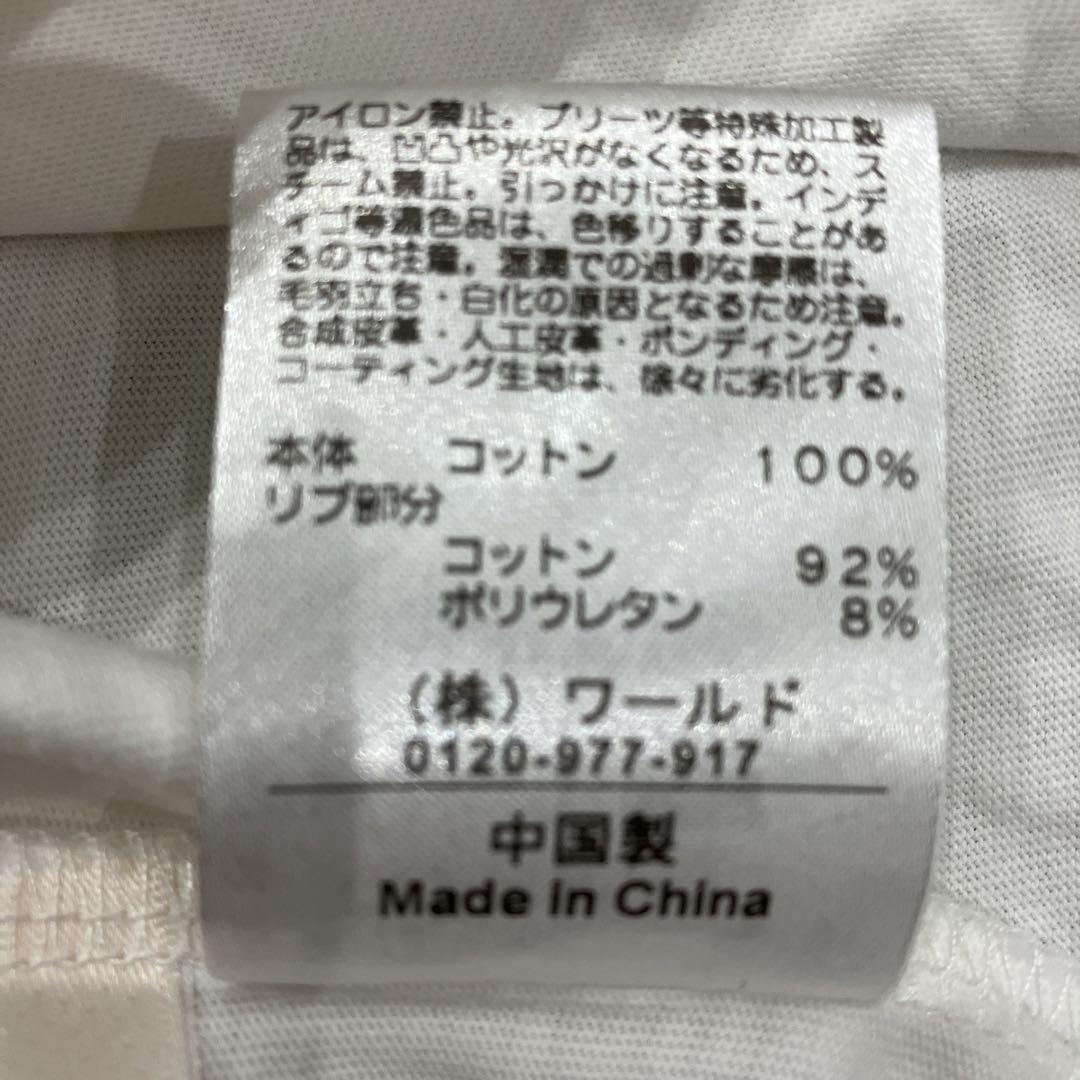 アイロン禁止。プリーツ等特殊加工製
品は、凹凸や光沢がなくなるため、ス
チーム禁止。引っかけに注意。インデ
ィゴ等濃色品は、色移りすることがあ
るので注意。湿潤での過剰な摩擦は、
毛羽立ち・白化の原因となるため注意。
合成皮革・人工皮革・ボンディング・
コーティング生地は、徐々に劣化する。
本体 コットン 100%
リブ部分
コットン 92%
ポリウレタン 8%
(株) ワールド
0120-977-917
中国製
Made in China